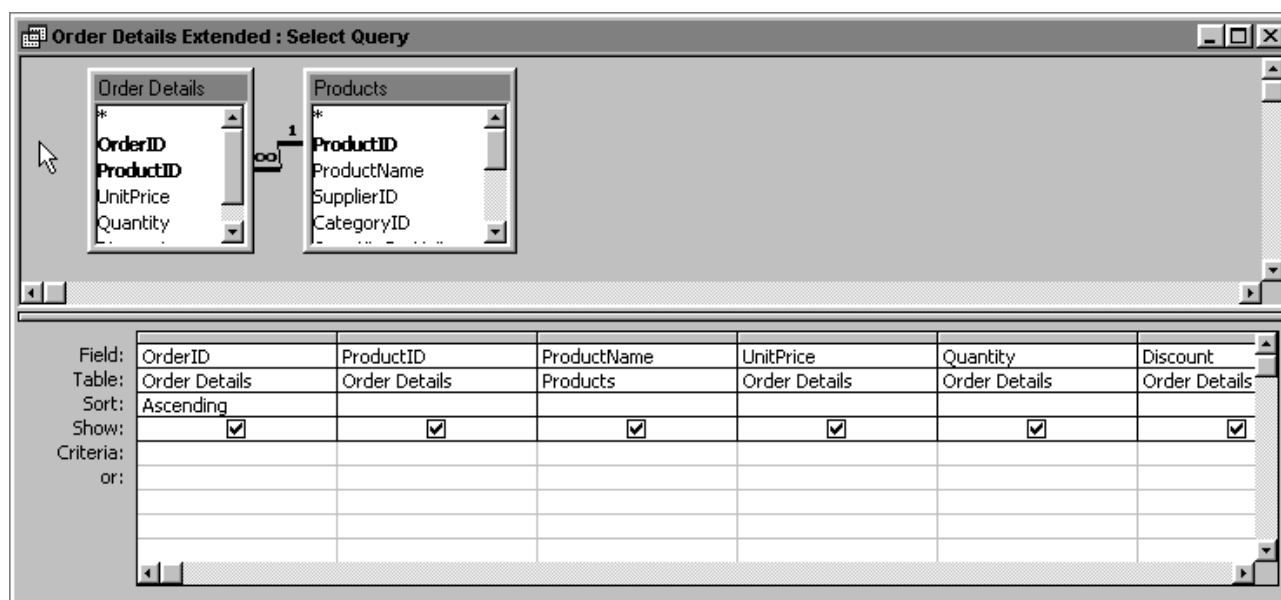 Order Details Extended : Select Query
Order Details
*
OrderID
ProductID
UnitPrice
Quantity
∞
1
Products
*
ProductID
ProductName
SupplierID
CategoryID
Field: OrderID ProductID ProductName UnitPrice Quantity Discount
Table: Order Details Order Details Products Order Details Order Details Order Details
Sort: Ascending
Show:
Criteria:
or: